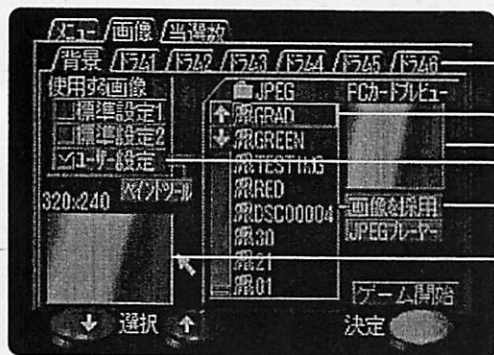 メニュー 画像 当選数
背景 ドラム1 ドラム2 ドラム3 ドラム4 ドラム5 ドラム6
使用する画像
標準設定1
標準設定2
ユーザー設定
ペイントツール
320x240
JPEG
GRAD
GREEN
TESTIMG
RED
DSC00004
30
21
01
FCカードプレビュー
画像を採用
JPEGプレーヤー
ゲーム開始
選択
決定